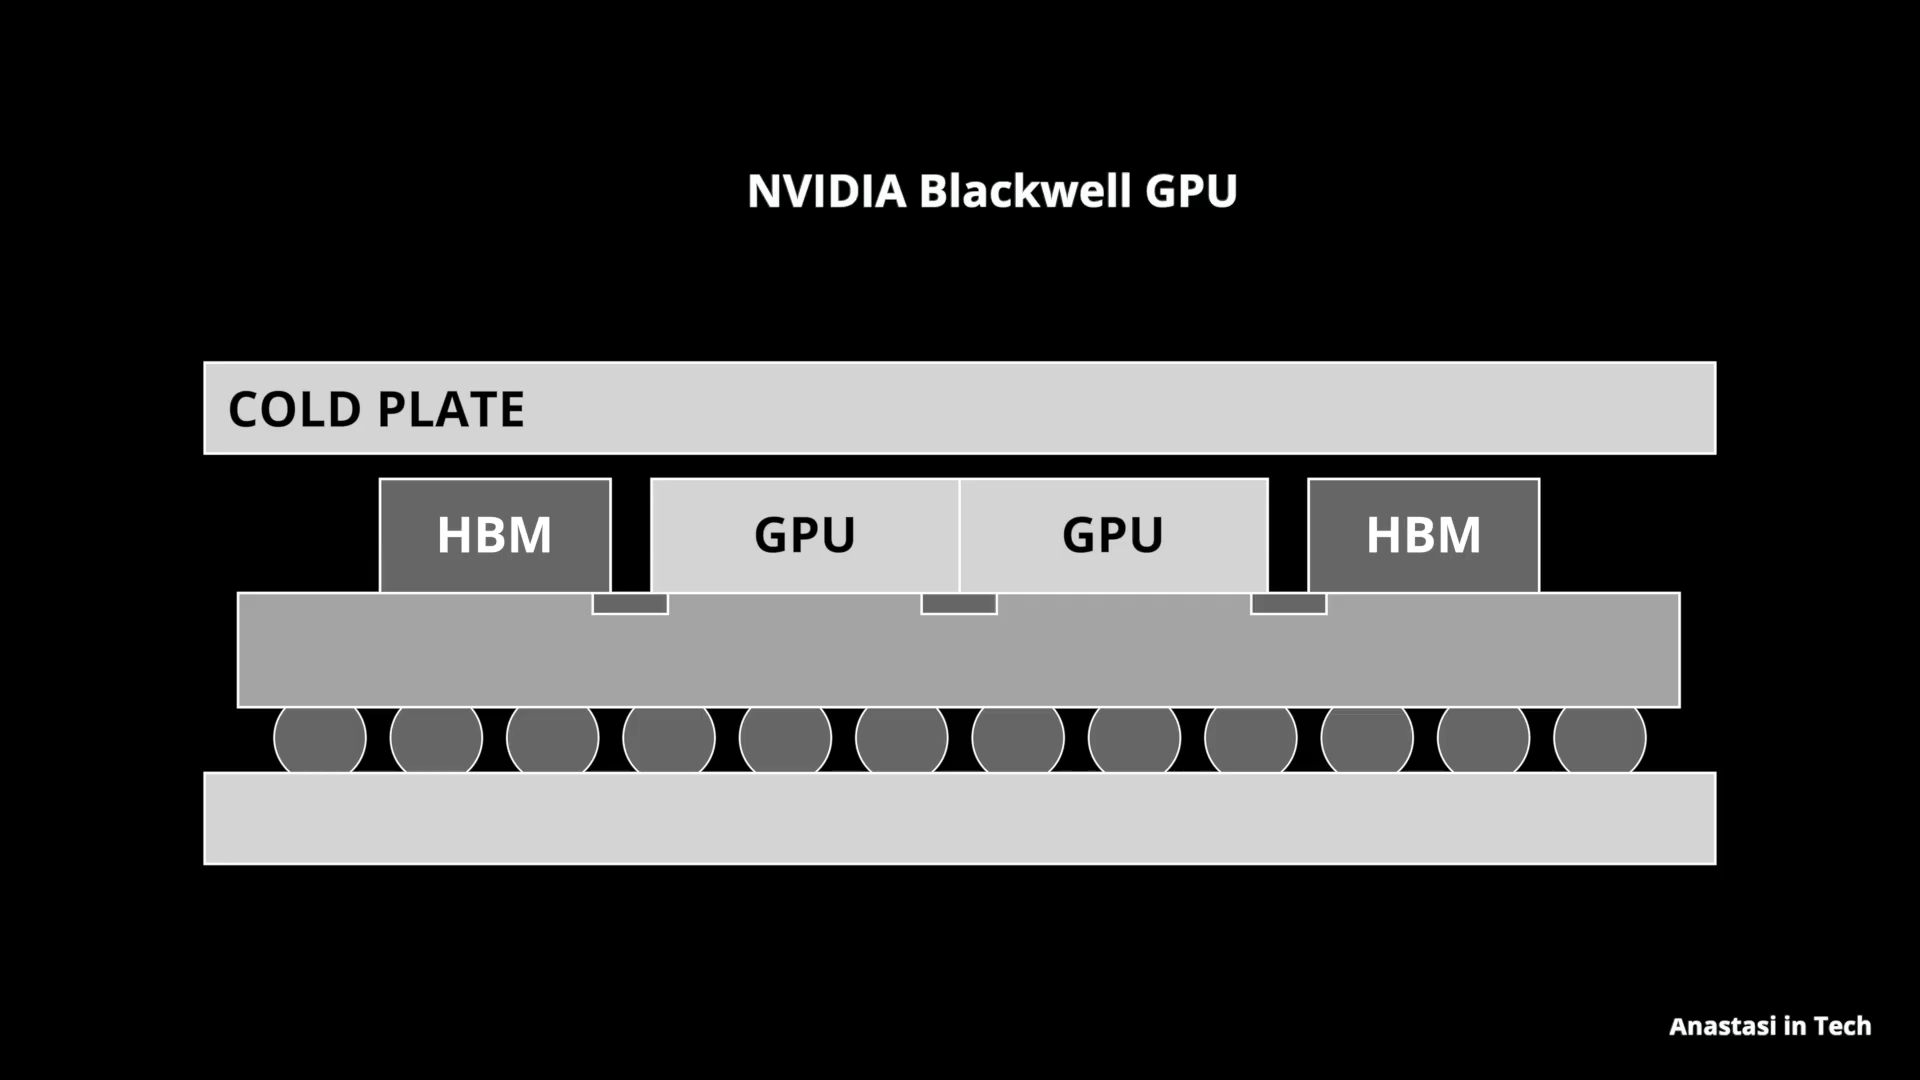 NVIDIA Blackwell GPU
COLD PLATE
HBM
GPU
GPU
HBM
Anastasi in Tech